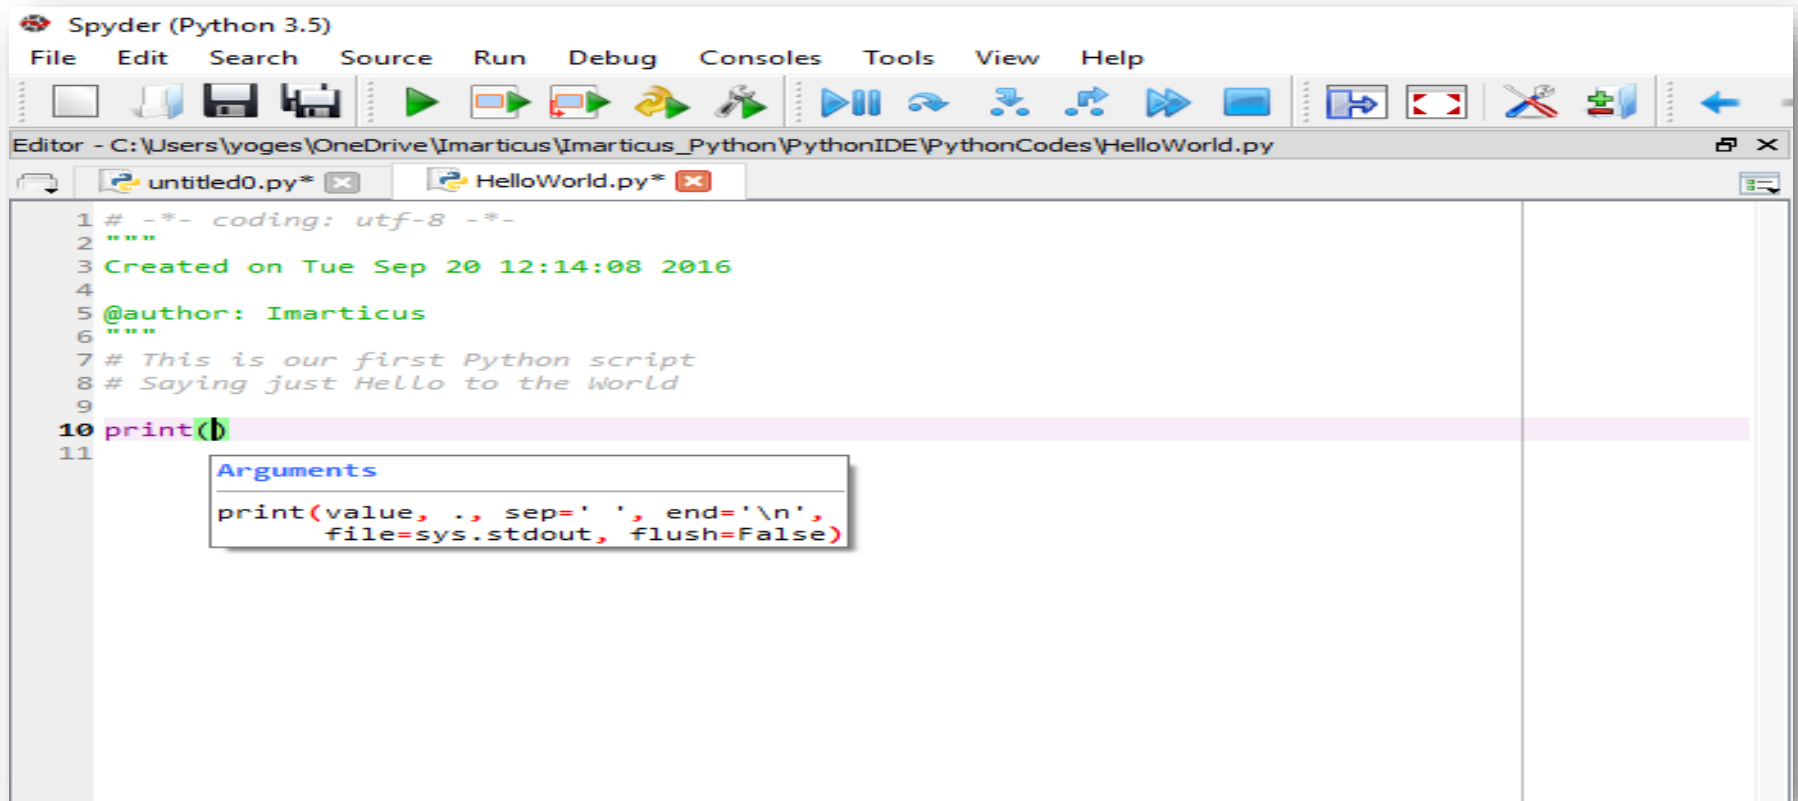 Spyder (Python 3.5)
File Edit Search Source Run Debug Consoles Tools View Help
Editor - C:\Users\yoges\OneDrive\Imarticus\Imarticus_Python\PythonIDE\PythonCodes\HelloWorld.py
untitled0.py* HelloWorld.py*
1 # -*- coding: utf-8 -*-
2 """
3 Created on Tue Sep 20 12:14:08 2016
4
5 @author: Imarticus
6 """
7 # This is our first Python script
8 # Saying just Hello to the World
9
10 print()
11
Arguments
print(value, ., sep=' ', end='\n',
file=sys.stdout, flush=False)